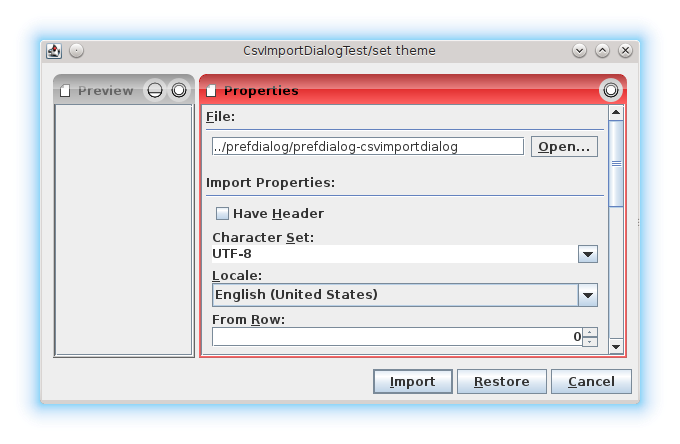 CsvImportDialogTest/set theme
Preview
Properties
File:
../prefdialog/prefdialog-csvimportdialog
Open...
Import Properties:
Have Header
Character Set:
UTF-8
Locale:
English (United States)
From Row:
0
Import
Restore
Cancel